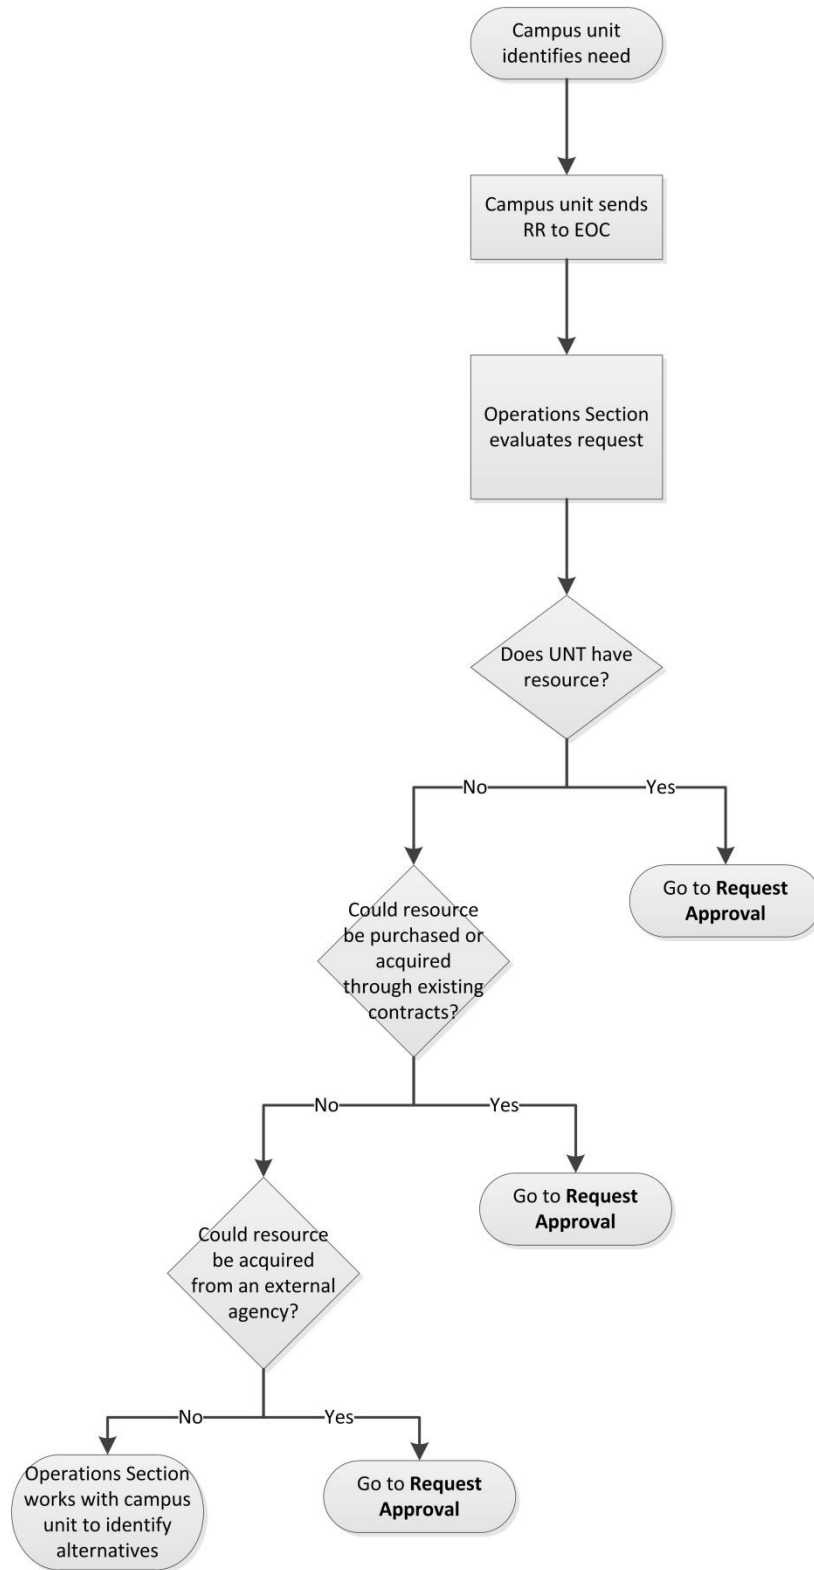 Campus unit
identifies need
Campus unit sends
RR to EOC
Operations Section
evaluates request
Does UNT have
resource?
No
Yes
Go to Request
Approval
Could resource
be purchased or
acquired
through existing
contracts?
No
Yes
Go to Request
Approval
Could resource
be acquired
from an external
agency?
No
Yes
Operations Section
works with campus
unit to identify
alternatives
Go to Request
Approval